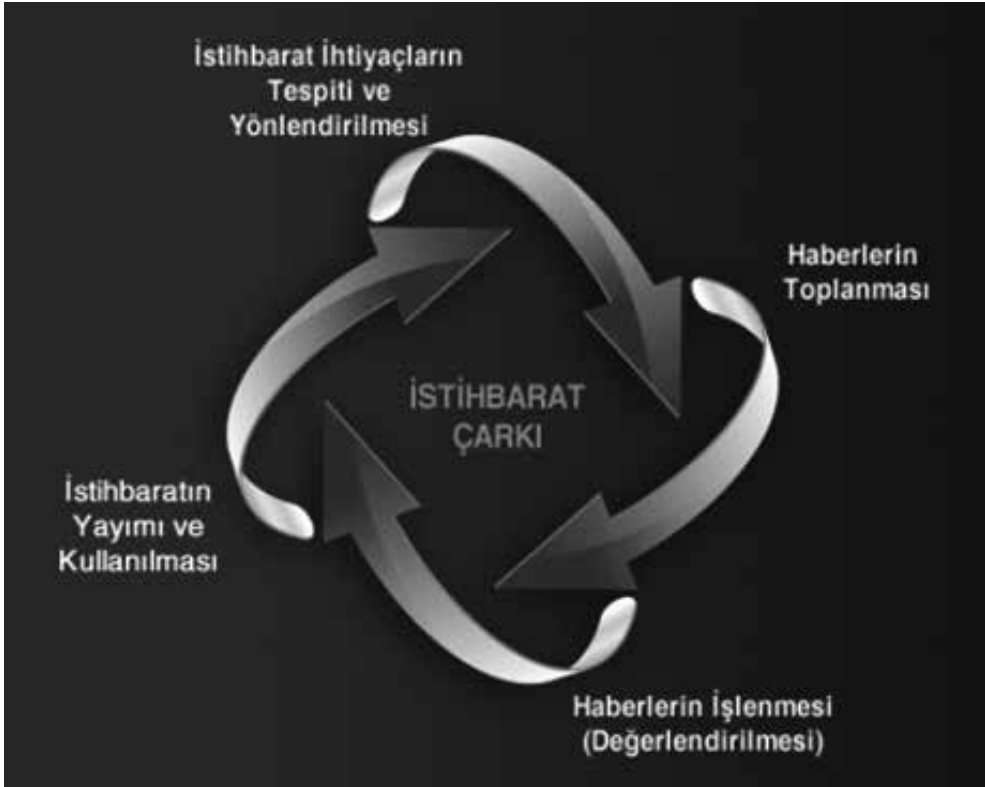 İstihbarat İhtiyaçların
Tespiti ve
Yönlendirilmesi
Haberlerin
Toplanması
İSTİHBARAT
ÇARKI
İstihbaratın
Yayımı ve
Kullanılması
Haberlerin İşlenmesi
(Değerlendirilmesi)